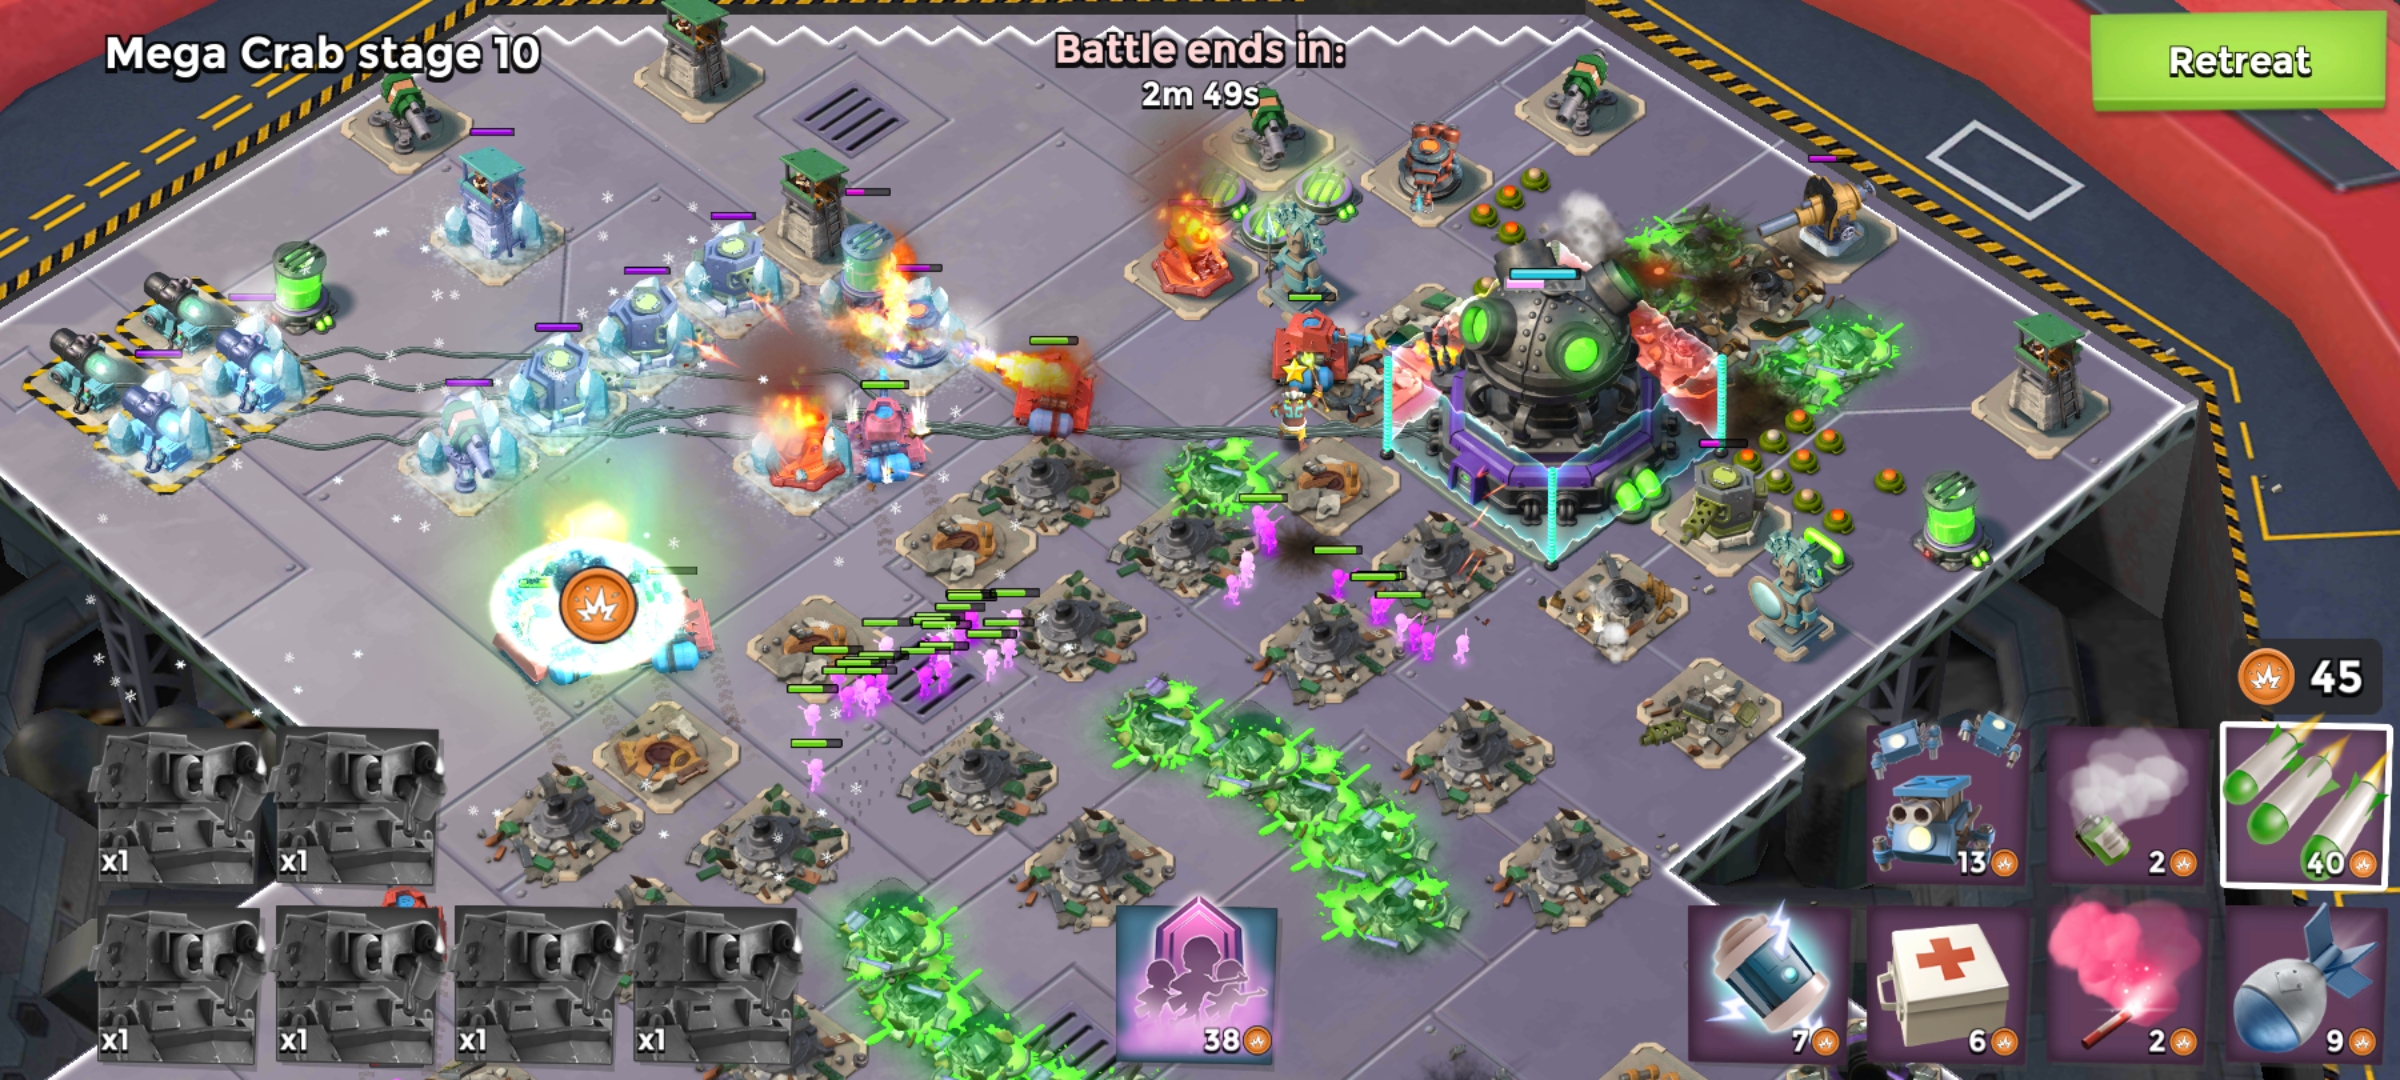 Mega Crab stage 10
Battle ends in:
2m 49s
Retreat
45
13
2
40
x1
x1
x1
x1
x1
x1
38
7
6
2
9